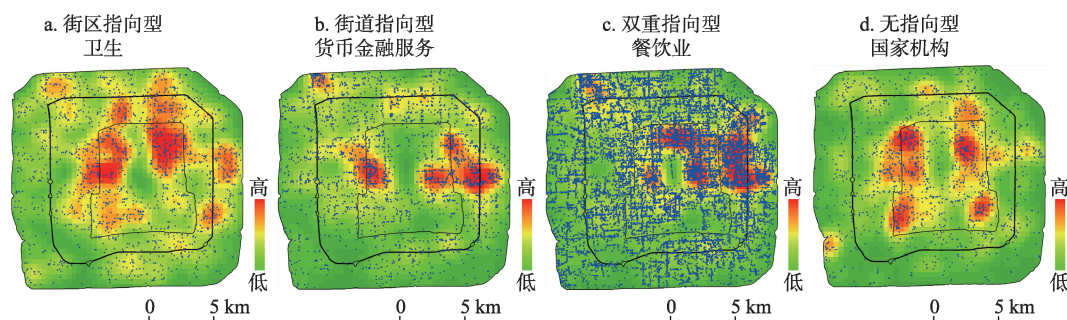 a. 街区指向型
卫生
b. 街道指向型
货币金融服务
c. 双重指向型
餐饮业
d. 无指向型
国家机构
高
低
0 5 km
高
低
0 5 km
高
低
0 5 km
高
低
0 5 km